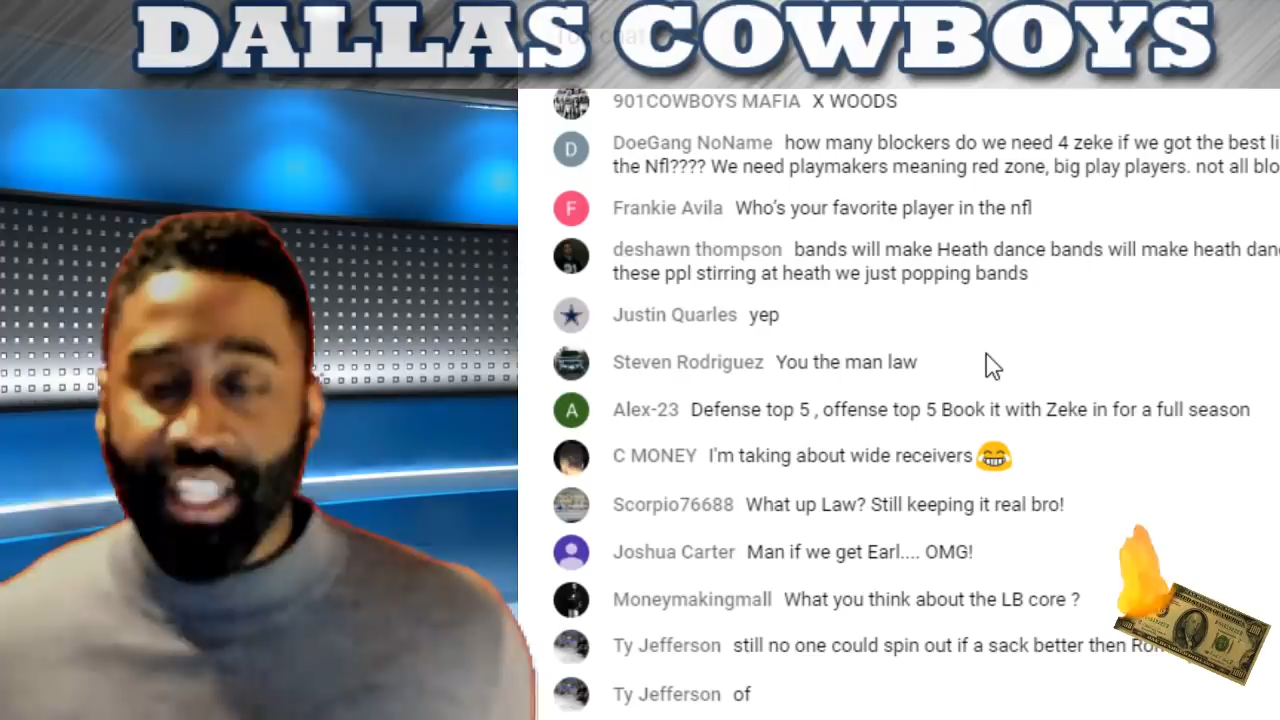 DALLAS COWBOYS
901COWBOYS MAFIA X WOODS
D DoeGang NoName how many blockers do we need 4 zeke if we got the best li
the Nfl???? We need playmakers meaning red zone, big play players. not all blo
F Frankie Avila Who's your favorite player in the nfl
deshawn thompson bands will make Heath dance bands will make heath dan
these ppl stirring at heath we just popping bands
Justin Quarles yep
Steven Rodriguez You the man law
A Alex-23 Defense top 5 , offense top 5 Book it with Zeke in for a full season
C MONEY I'm taking about wide receivers😂
Scorpio76688 What up Law? Still keeping it real bro!
Joshua Carter Man if we get Earl.... OMG!
Moneymakingmall What you think about the LB core ?
Ty Jefferson still no one could spin out if a sack better then
Ty Jefferson of